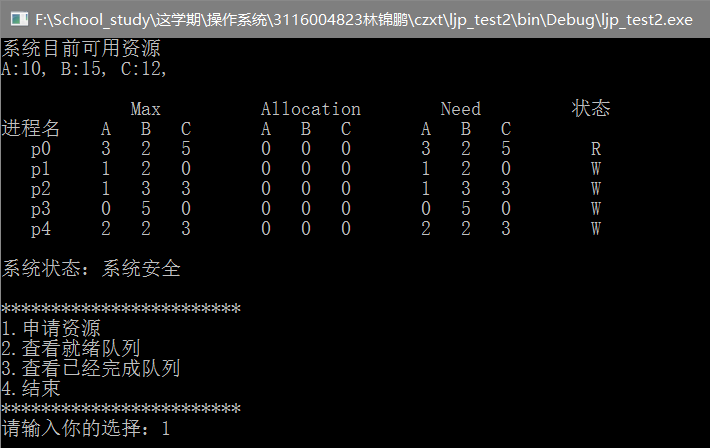 F:\School_study\这学期\操作系统\3116004823林锦鹏\czxt\ljp_test2\bin\Debug\ljp_test2.exe
系统目前可用资源
A:10, B:15, C:12,
Max Allocation Need 状态
进程名 A B C A B C A B C
p0 3 2 5 0 0 0 3 2 5 R
p1 1 2 0 0 0 0 1 2 0 W
p2 1 3 3 0 0 0 1 3 3 W
p3 0 5 0 0 0 0 0 5 0 W
p4 2 2 3 0 0 0 2 2 3 W
系统状态: 系统安全
************************
1.申请资源
2.查看就绪队列
3.查看已经完成队列
4.结束
************************
请输入你的选择: 1